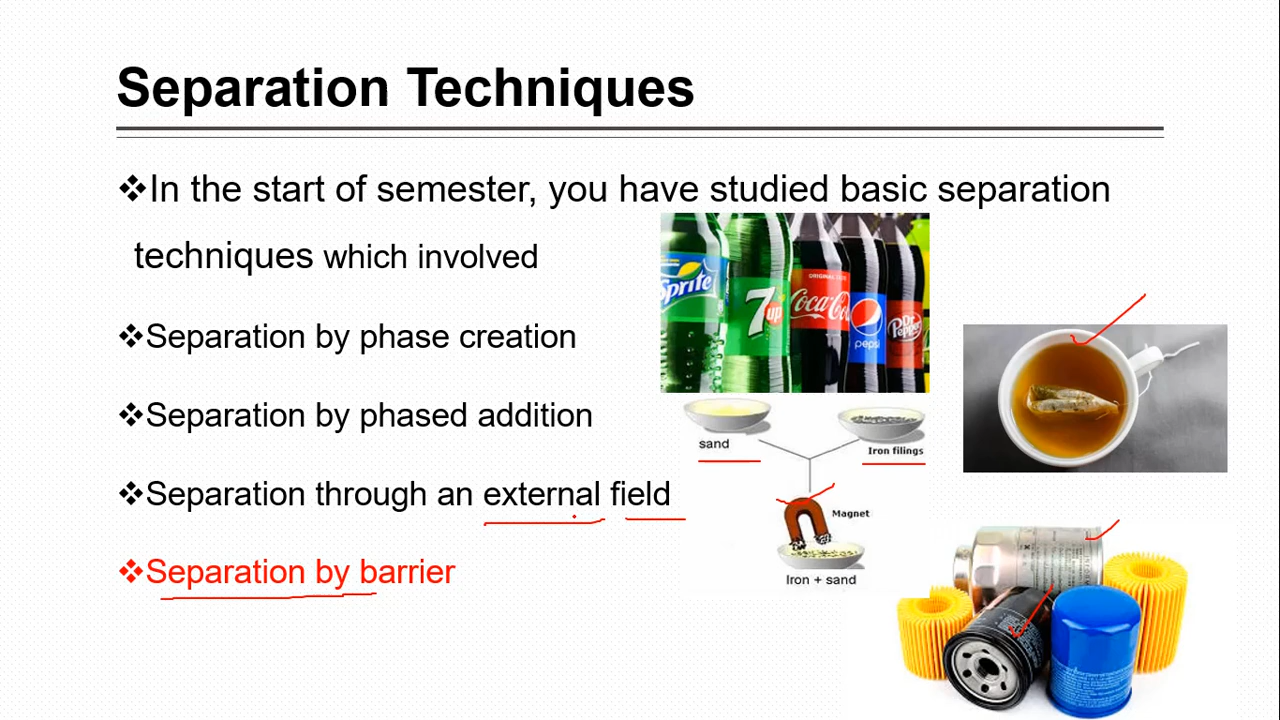 Separation Techniques
❖In the start of semester, you have studied basic separation
techniques which involved
❖Separation by phase creation
❖Separation by phased addition
❖Separation through an external field
❖Separation by barrier
Sprite
7up
ORIGINAL
Coca-Cola
pepsi
Dr Pepper
sand
Iron filings
Magnet
Iron + sand